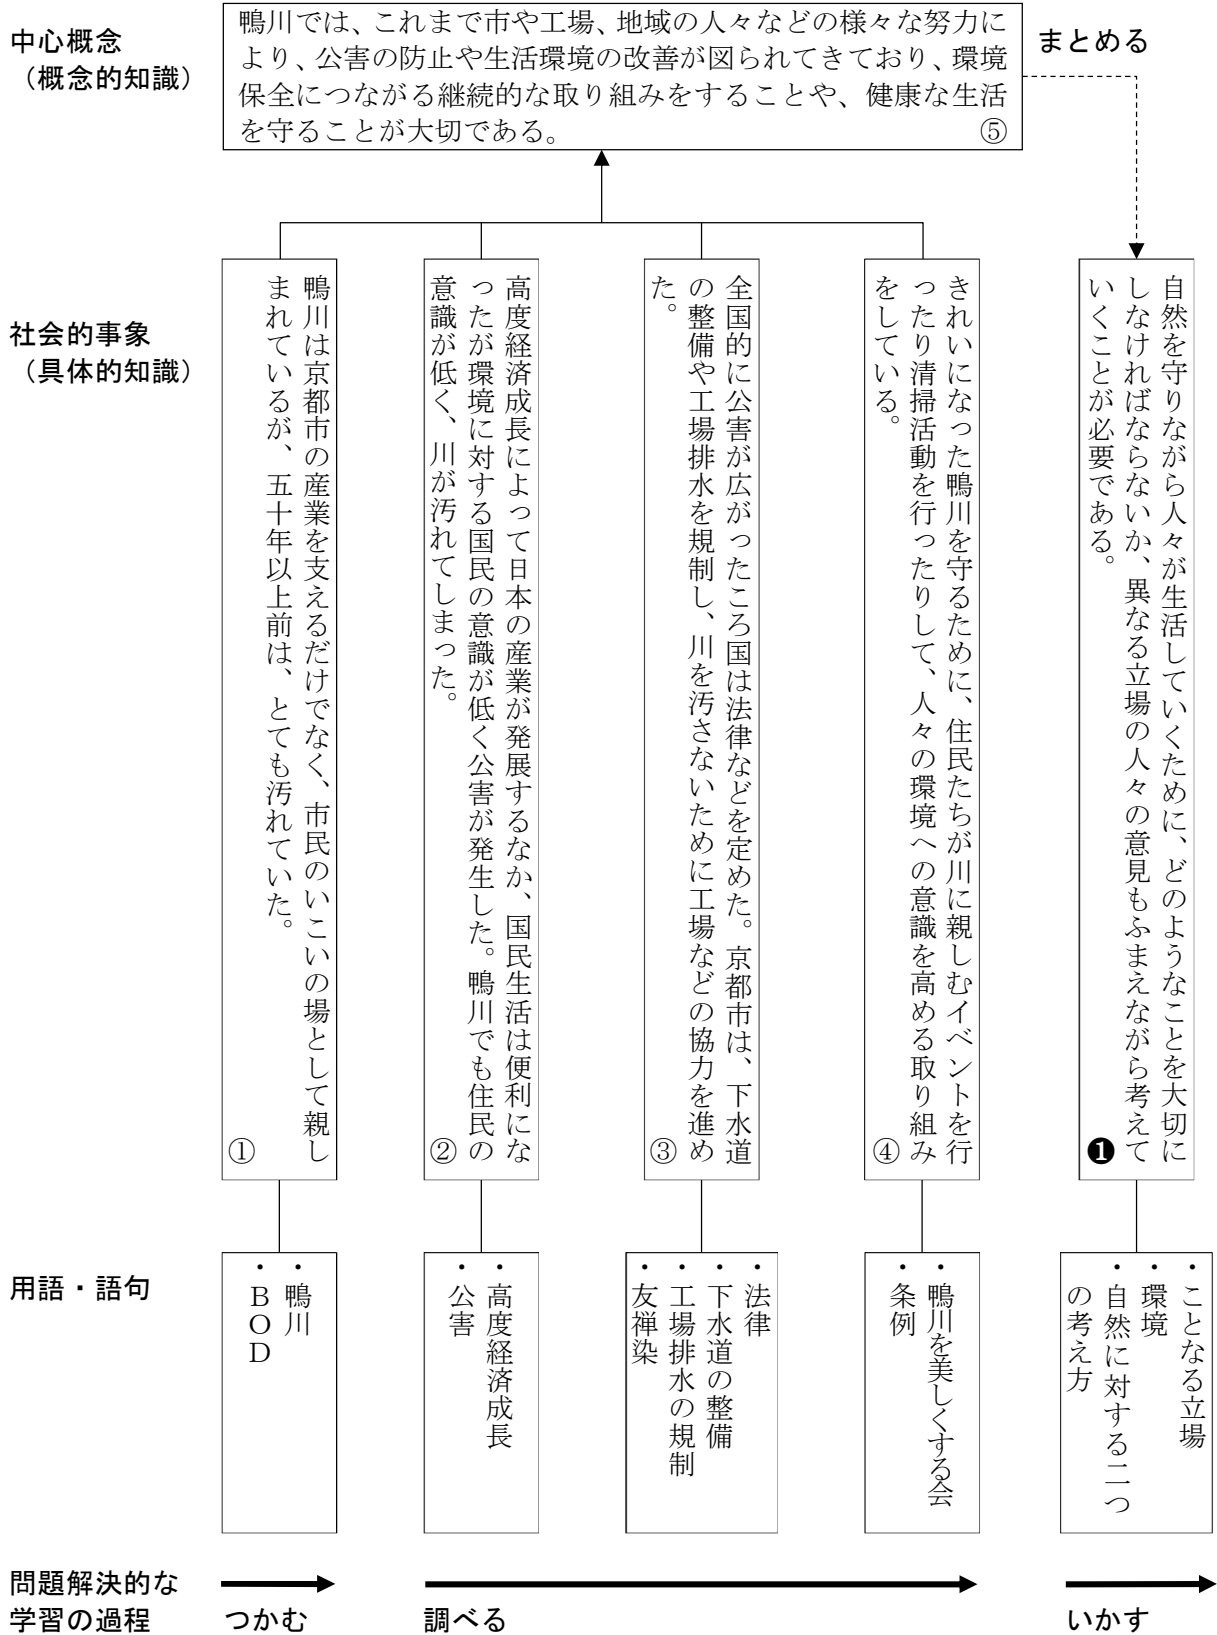 中心概念
（概念的知識）
鴨川では、これまで市や工場、地域の人々などの様々な努力に
より、公害の防止や生活環境の改善が図られてきており、環境
保全につながる継続的な取り組みをすることや、健康な生活
を守ることが大切である。 ⑤
まとめる
社会的事象
（具体的知識）
鴨川は京都市の産業を支えるだけでなく、市民のいこいの場として親し
まれているが、五十年以上前は、とても汚れていた。
①
高度経済成長によって日本の産業が発展するなか、国民生活は便利にな
ったが環境に対する国民の意識が低く公害が発生した。鴨川でも住民の
意識が低く、川が汚れてしまった。
②
全国的に公害が広がったころ国は法律などを定めた。京都市は、下水道
の整備や工場排水を規制し、川を汚さないために工場などの協力を進め
た。
③
きれいになった鴨川を守るために、住民たちが川に親しむイベントを行
ったり清掃活動を行ったりして、人々の環境への意識を高める取り組み
をしている。
④
自然を守りながら人々が生活していくために、どのようなことを大切に
しなければならないか、異なる立場の人々の意見もふまえながら考えて
いくことが必要である。
❶
用語・語句
・鴨川
・ＢＯＤ
・高度経済成長
・公害
・法律
・下水道の整備
・工場排水の規制
・友禅染
・鴨川を美しくする会
・条例
・ことなる立場
・環境
・自然に対する二つ
の考え方
問題解決的な
学習の過程
つかむ
調べる
いかす